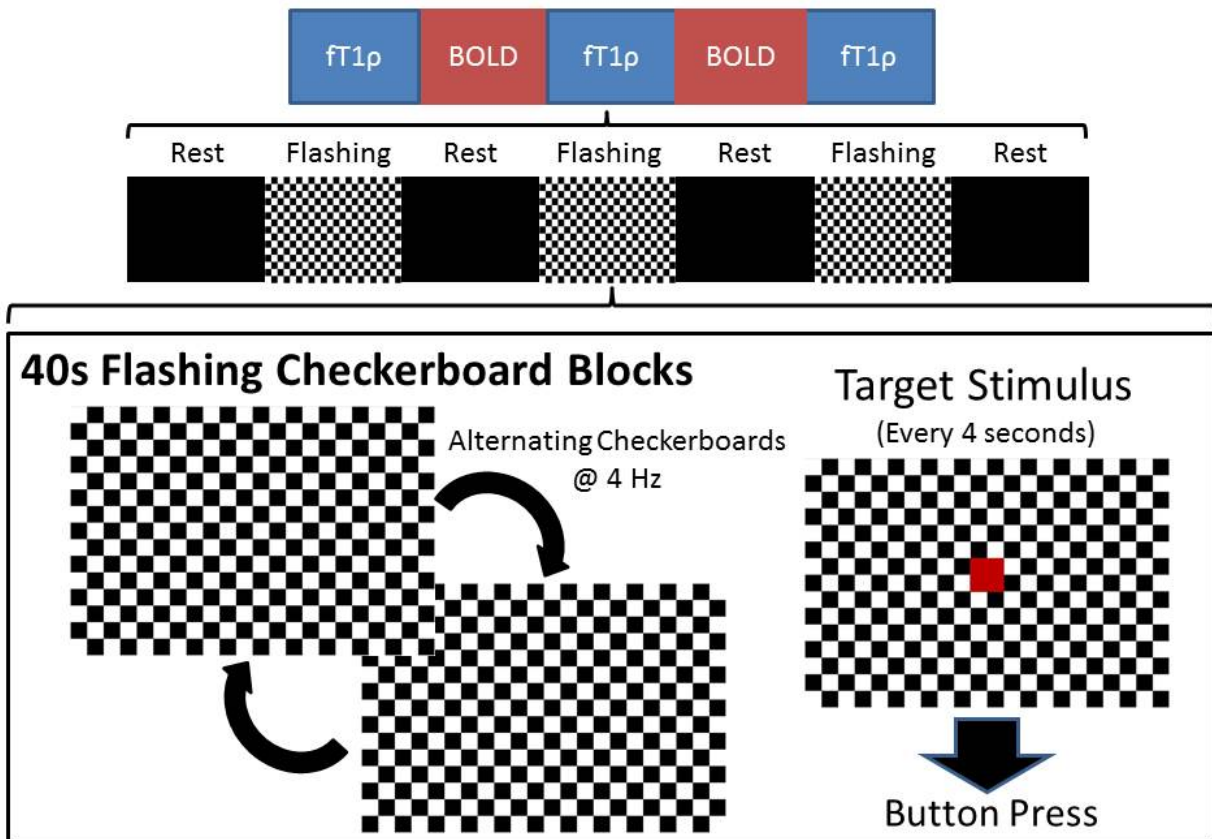 fT1ρ BOLD fT1ρ BOLD fT1ρ
Rest Flashing Rest Flashing Rest Flashing Rest
40s Flashing Checkerboard Blocks
Alternating Checkerboards
@ 4 Hz
Target Stimulus
(Every 4 seconds)
Button Press